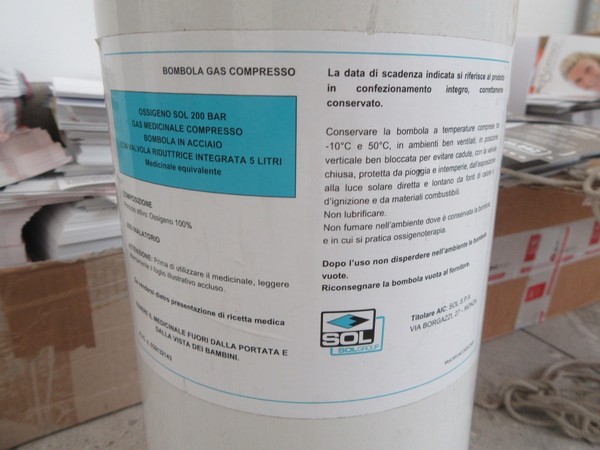 BOMBOLA GAS COMPRESSO
OSSIGENO SOL 200 BAR
GAS MEDICINALE COMPRESSO
BOMBOLA IN ACCIAIO
CON VALVOLA RIDUTTRICE INTEGRATA 5 LITRI
Medicinale equivalente
COMPOSIZIONE
Ossigeno 100%
USO INALATORIO
ATTENZIONE: Prima di utilizzare il medicinale, leggere
attentamente il foglio illustrativo accluso.
Da vendersi dietro presentazione di ricetta medica
TENERE IL MEDICINALE FUORI DALLA PORTATA E
DALLA VISTA DEI BAMBINI.
A.I.C. n.
La data di scadenza indicata si riferisce al prodotto
in confezionamento integro, correttamente
conservato.
Conservare la bombola a temperature comprese tra
-10°C e 50°C, in ambienti ben ventilati, in posizione
verticale ben bloccata per evitare cadute, con la valvola
chiusa, protetta da pioggia e intemperie, dall'esposizione
alla luce solare diretta e lontano da fonti di calore o
d'ignizione e da materiali combustibili.
Non lubrificare.
Non fumare nell'ambiente dove è conservata la bombola
e in cui si pratica ossigenoterapia.
Dopo l'uso non disperdere nell'ambiente le bombole
vuote.
Riconsegnare la bombola vuota al fornitore.
SOL
SOLGROUP
Titolare AIC: SOL S.P.A.
VIA BORGAZZI, 27 - MONZA